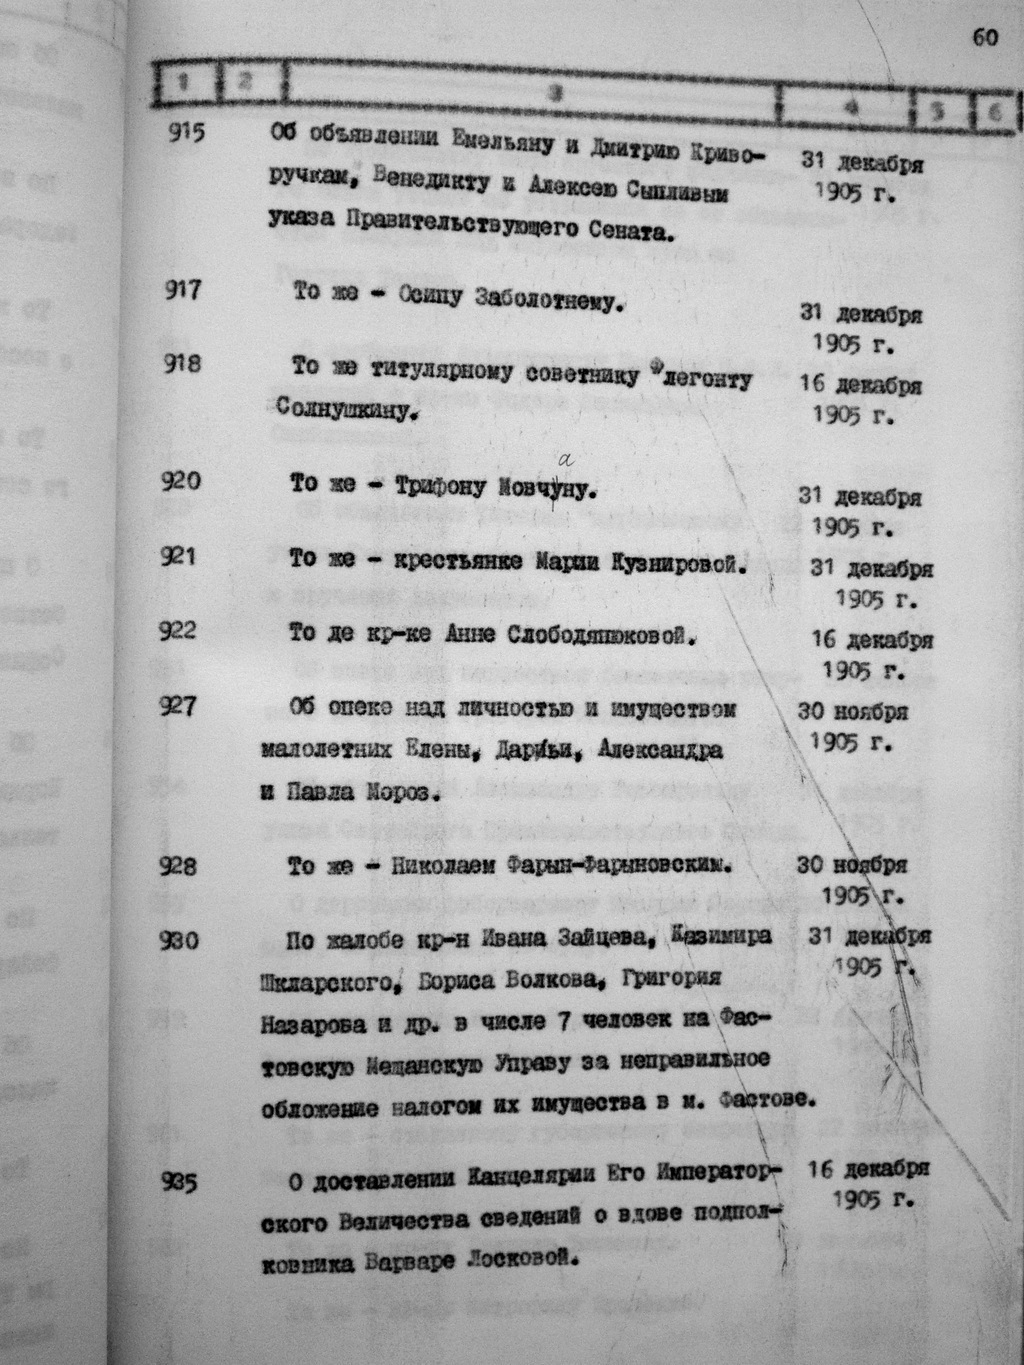 60
1 2 3 4 5 6
915 Об объявлении Емельяну и Дмитрию Криво- 31 декабря
ручкам, Венедикту и Алексею Сыпливым 1905 г.
указа Правительствующего Сената.
917 То же - Осипу Заболотнему. 31 декабря
1905 г.
918 То же титулярному советнику Флегонту 16 декабря
Солнушкину. 1905 г.
а
920 То же - Трифону Мовчуну. 31 декабря
1905 г.
921 То же - крестьянке Марии Кузнировой. 31 декабря
1905 г.
922 То де кр-ке Анне Слободянюковой. 16 декабря
1905 г.
927 Об опеке над личностью и имуществом 30 ноября
малолетних Елены, Дарьи, Александра 1905 г.
и Павла Мороз.
928 То же - Николаем Фарын-Фарыновским. 30 ноября
1905 г.
930 По жалобе кр-н Ивана Зайцева, Казимира 31 декабря
Шкларского, Бориса Волкова, Григория 1905 г.
Назарова и др. в числе 7 человек на Фас-
товскую Мещанскую Управу за неправильное
обложение налогом их имущества в м. Фастове.
935 О доставлении Канцелярии Его Император- 16 декабря
ского Величества сведений о вдове подпол- 1905 г.
ковника Варваре Лосковой.